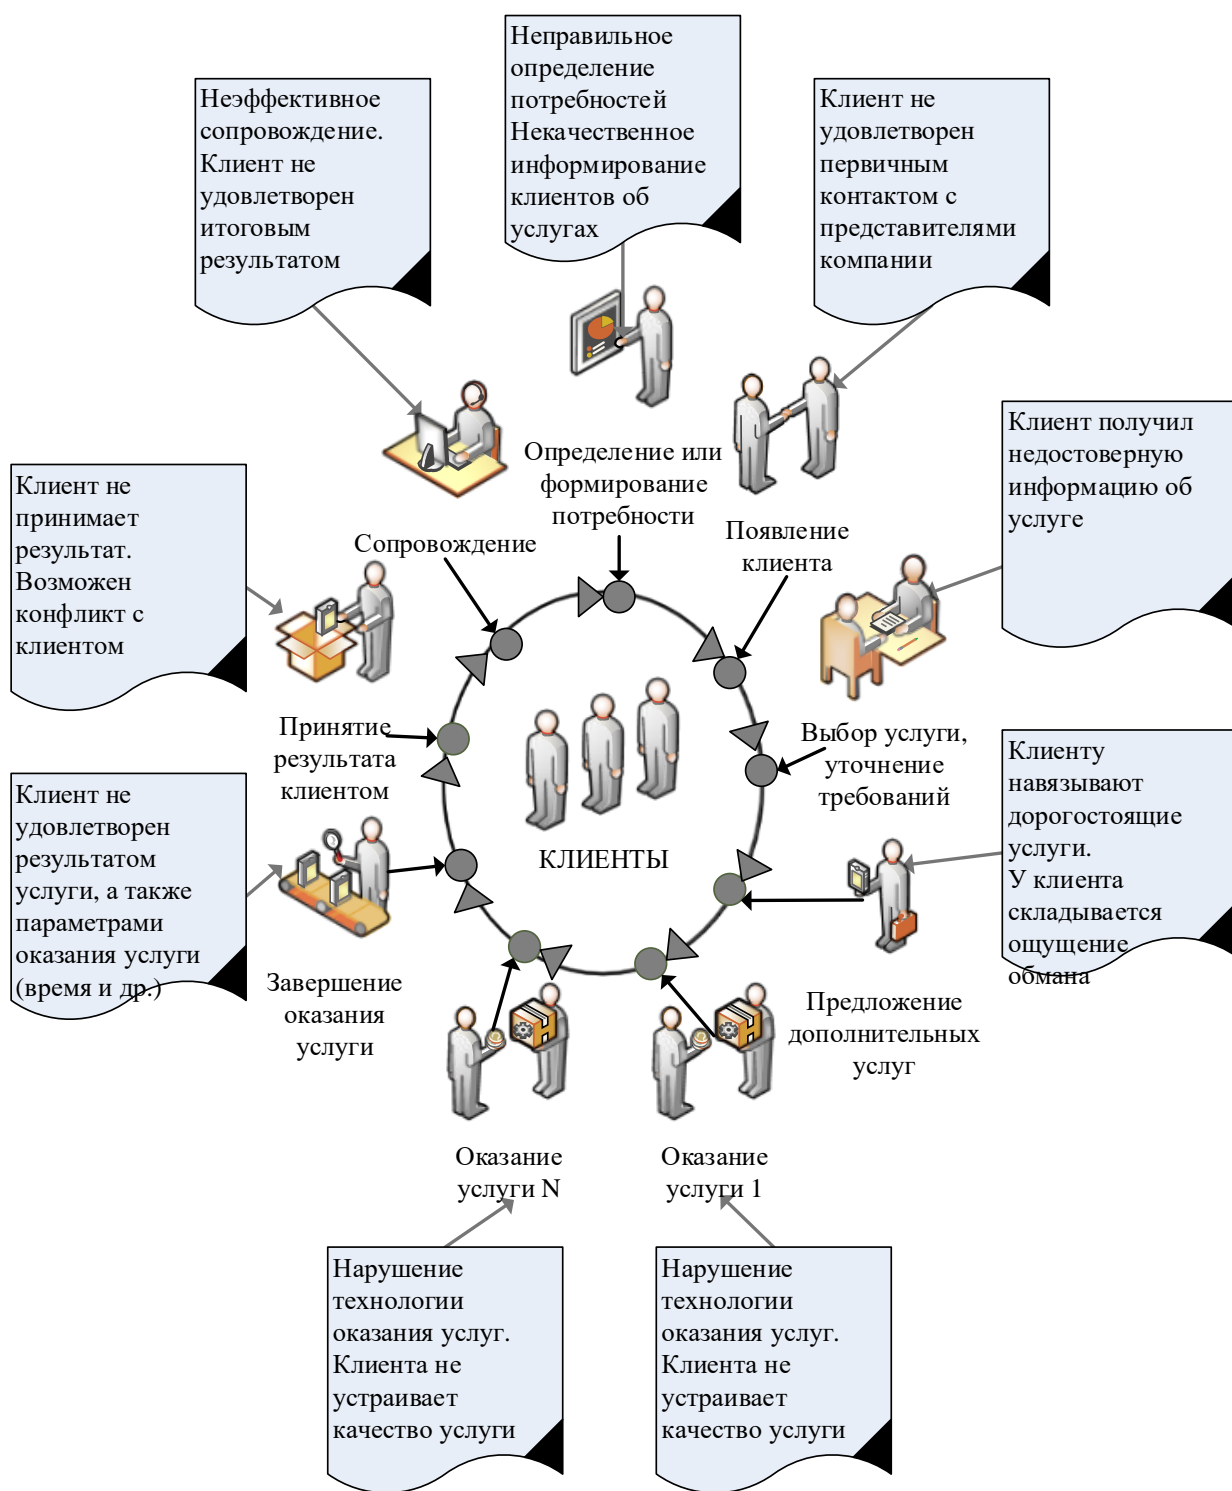 Неправильное
определение
потребностей
Некачественное
информирование
клиентов об
услугах
Неэффективное
сопровождение.
Клиент не
удовлетворен
итоговым
результатом
Клиент не
удовлетворен
первичным
контактом с
представителями
компании
Клиент получил
недостоверную
информацию об
услуге
Определение или
формирование
потребности
Клиент не
принимает
результат.
Возможен
конфликт с
клиентом
Сопровождение
Появление
клиента
Принятие
результата
клиентом
Выбор услуги,
уточнение
требований
Клиенту
навязывают
дорогостоящие
услуги.
У клиента
складывается
ощущение
обмана
Клиент не
удовлетворен
результатом
услуги, а также
параметрами
оказания услуги
(время и др.)
КЛИЕНТЫ
Завершение
оказания
услуги
Предложение
дополнительных
услуг
Оказание
услуги N
Оказание
услуги 1
Нарушение
технологии
оказания услуг.
Клиента не
устраивает
качество услуги
Нарушение
технологии
оказания услуг.
Клиента не
устраивает
качество услуги